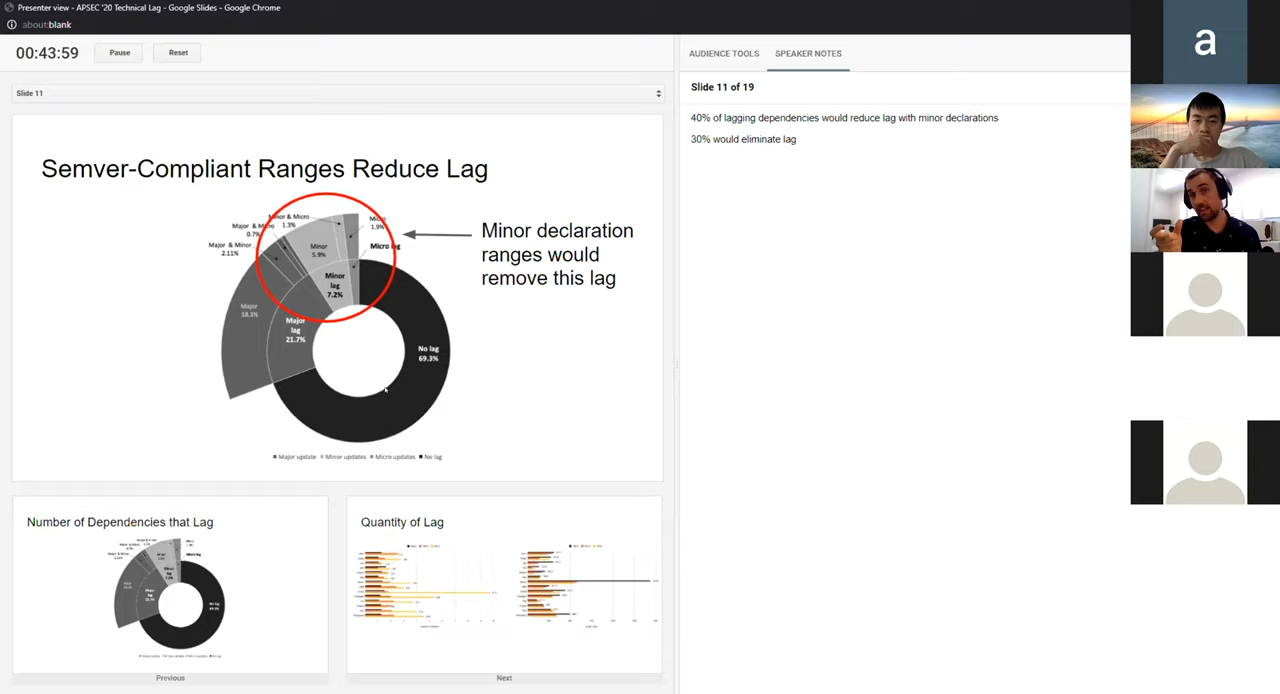 Presenter view - APSEC '20 Technical Lag - Google Slides - Google Chrome
about:blank
00:43:59
Pause
Reset
AUDIENCE TOOLS
SPEAKER NOTES
Slide 11
Slide 11 of 19
40% of lagging dependencies would reduce lag with minor declarations
30% would eliminate lag
a
Semver-Compliant Ranges Reduce Lag
Minor & Micro
1.3%
Major & Micro
0.7%
Major & Minor
2.11%
Micro
1.9%
Micro lag
Minor
5.9%
Minor
lag
7.2%
Major
18.3%
Major
lag
21.7%
No lag
69.3%
Minor declaration
ranges would
remove this lag
Major update Minor updates Micro updates No lag
Number of Dependencies that Lag
Quantity of Lag
Previous
Next